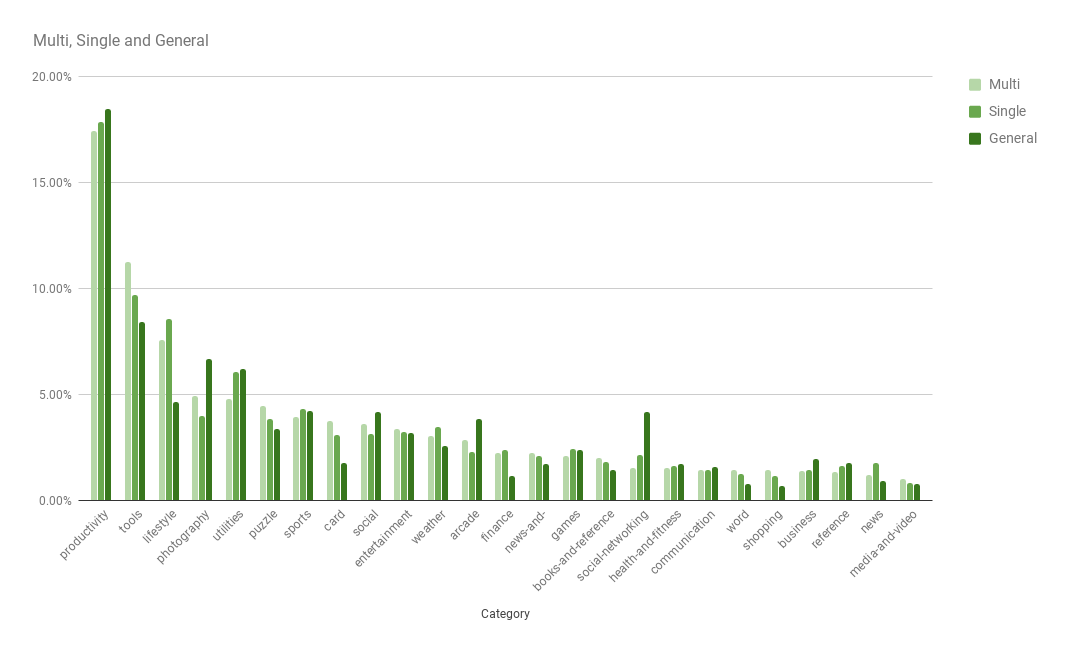 Multi, Single and General
20.00%
15.00%
10.00%
5.00%
0.00%
Multi
Single
General
productivity
tools
lifestyle
photography
utilities
puzzle
sports
card
social
entertainment
weather
arcade
finance
news-and-
games
books-and-reference
social-networking
health-and-fitness
communication
word
shopping
business
reference
news
media-and-video
Category